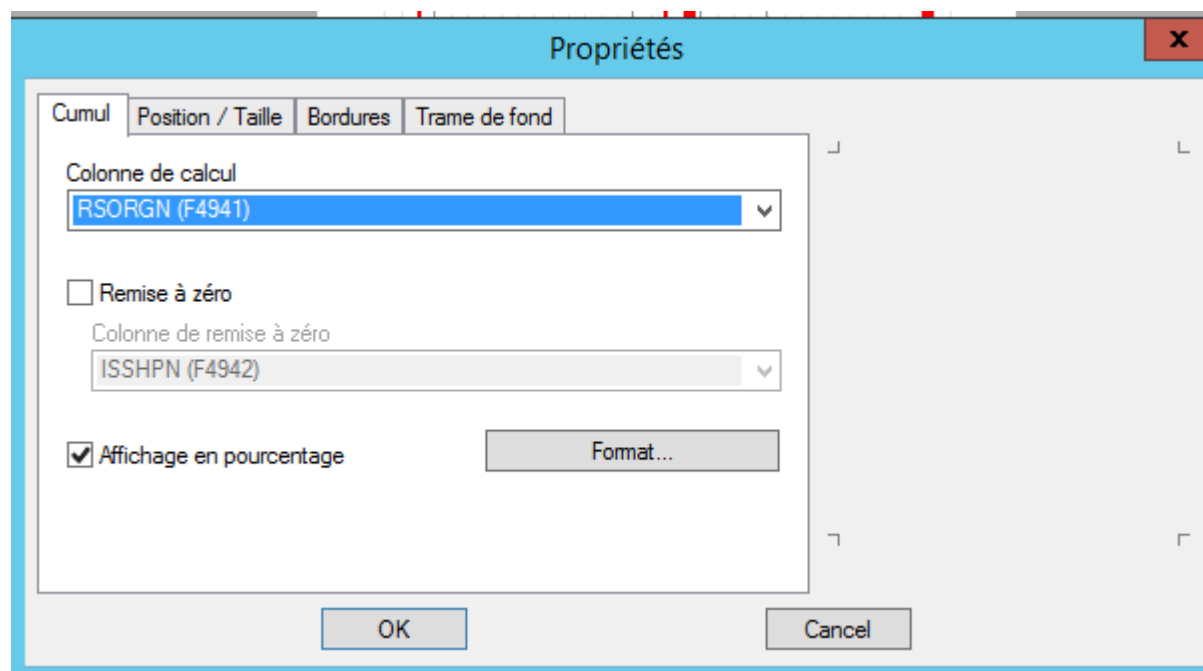 Propriétés
x
Cumul Position / Taille Bordures Trame de fond
Colonne de calcul
RSORGN (F4941)
Remise à zéro
Colonne de remise à zéro
ISSHPN (F4942)
Affichage en pourcentage Format...
OK Cancel